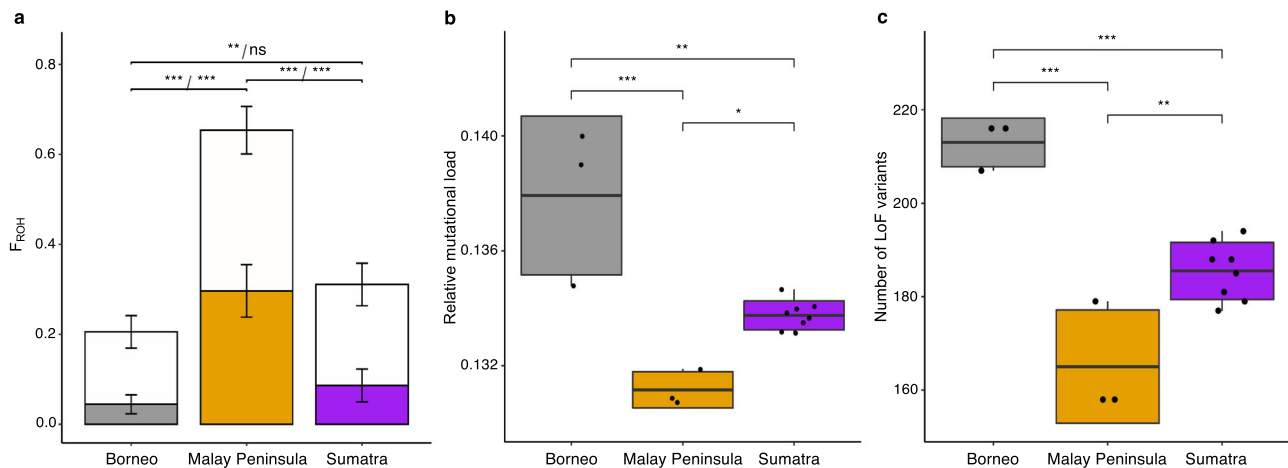 a
**/ns
***/ ***
***/ ***
F_ROH
0.8
0.6
0.4
0.2
0.0
Borneo
Malay Peninsula
Sumatra
b
**
***
*
Relative mutational load
0.140
0.136
0.132
Borneo
Malay Peninsula
Sumatra
c
***
***
**
Number of LoF variants
220
200
180
160
Borneo
Malay Peninsula
Sumatra